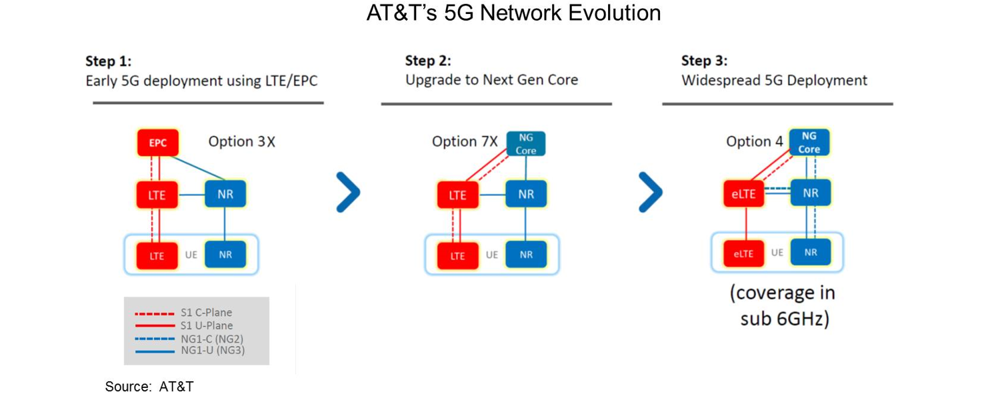 AT&T's 5G Network Evolution
Step 1:
Early 5G deployment using LTE/EPC
Step 2:
Upgrade to Next Gen Core
Step 3:
Widespread 5G Deployment
EPC
Option 3X
LTE
NR
LTE
UE
NR
Option 7X
NG
Core
LTE
NR
LTE
UE
NR
Option 4
NG
Core
eLTE
NR
eLTE
UE
NR
(coverage in
sub 6GHz)
S1 C-Plane
S1 U-Plane
NG1-C (NG2)
NG1-U (NG3)
Source: AT&T